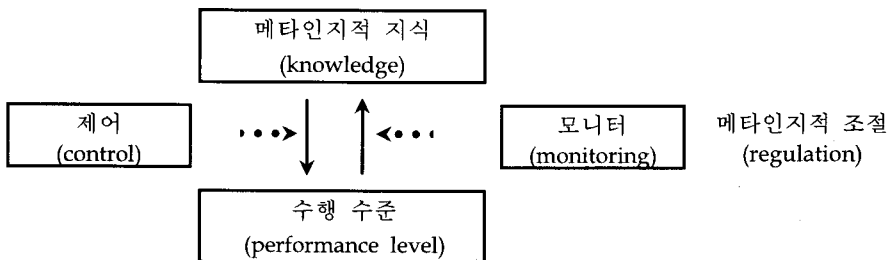 메타인지적 지식
(knowledge)
제어
(control)
모니터
(monitoring)
메타인지적 조절
(regulation)
수행 수준
(performance level)